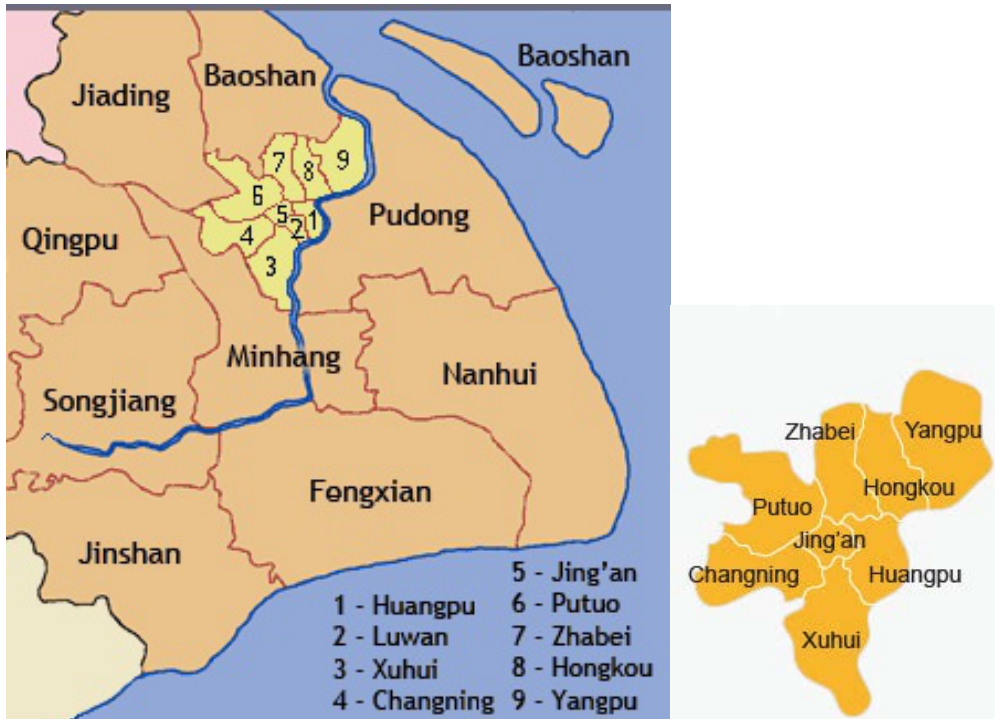 Baoshan
Baoshan
Jiading
9
7
8
6
5
1
2
4
3
Pudong
Qingpu
Minhang
Nanhui
Songjiang
Fengxian
Jinshan
1 - Huangpu
2 - Luwan
3 - Xuhui
4 - Changning
5 - Jing'an
6 - Putuo
7 - Zhabei
8 - Hongkou
9 - Yangpu
Zhabei
Yangpu
Hongkou
Putuo
Jing'an
Changning
Huangpu
Xuhui